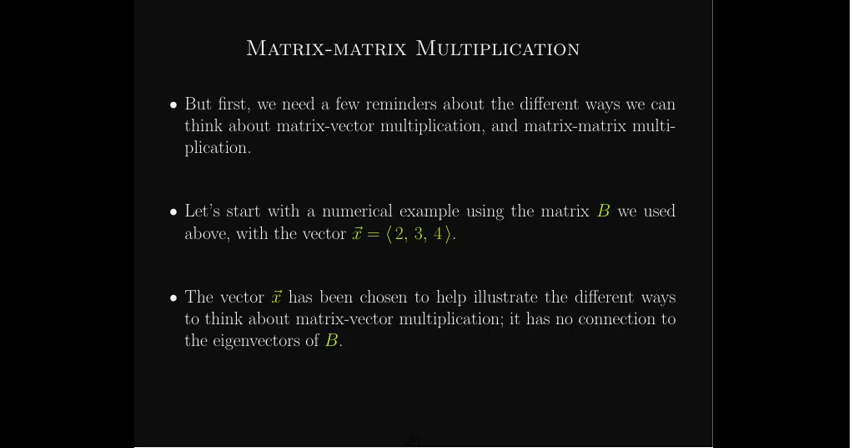 Matrix-matrix Multiplication
• But first, we need a few reminders about the different ways we can
think about matrix-vector multiplication, and matrix-matrix multi-
plication.
• Let's start with a numerical example using the matrix B we used
above, with the vector x⃗ = ⟨2, 3, 4⟩.
• The vector x⃗ has been chosen to help illustrate the different ways
to think about matrix-vector multiplication; it has no connection to
the eigenvectors of B.